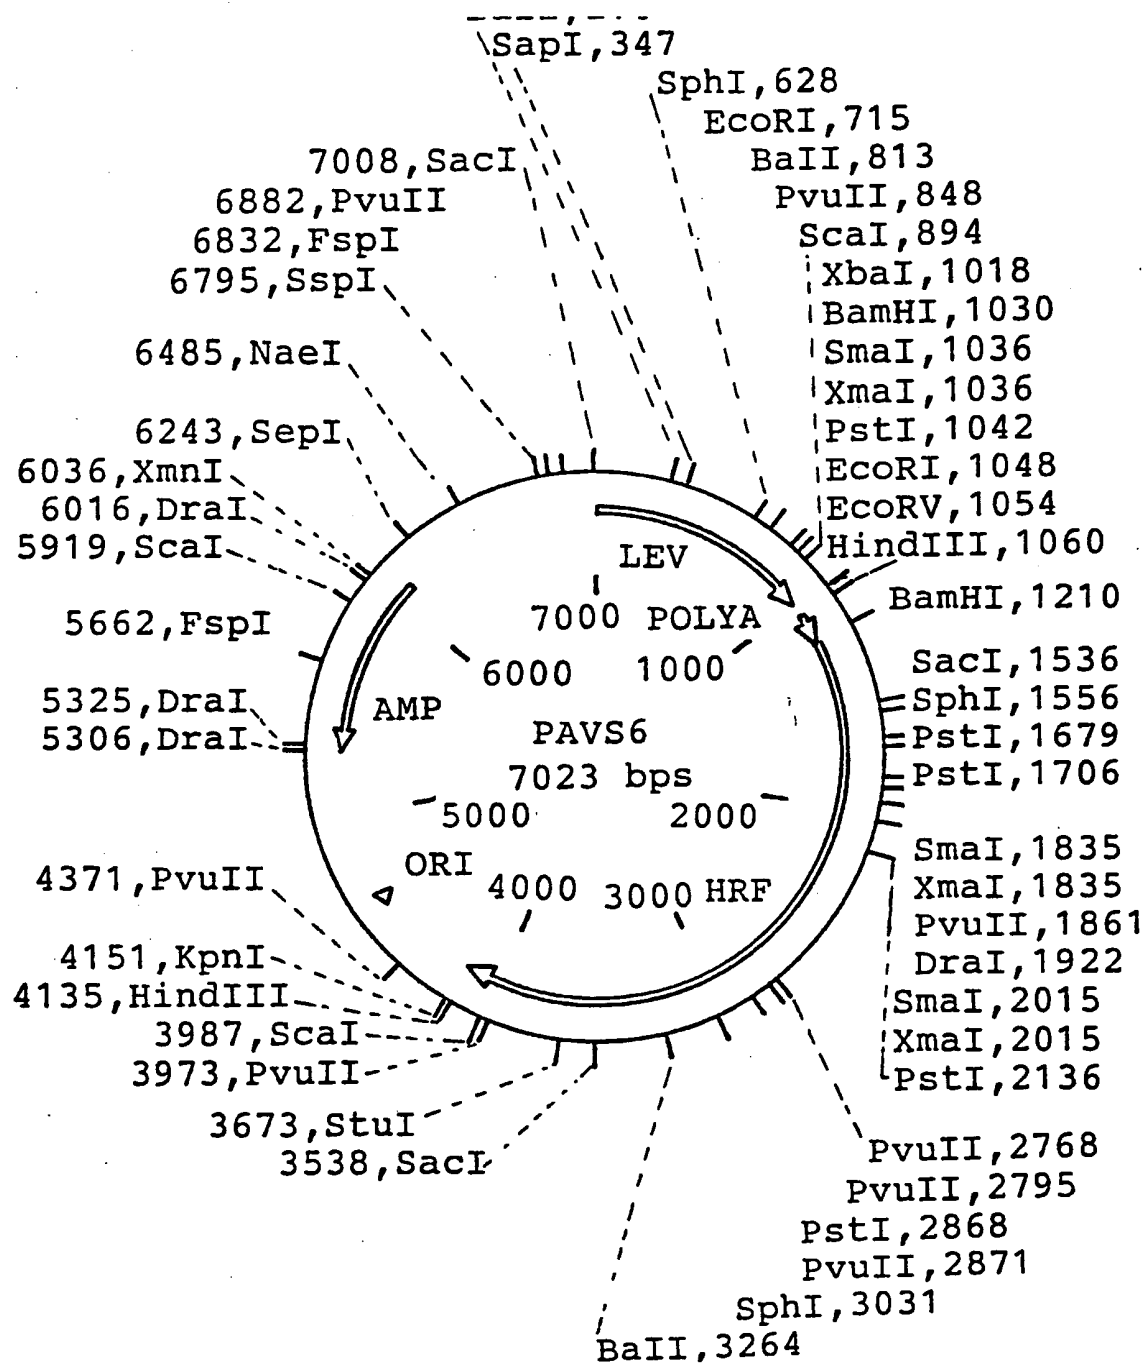 SapI,347
SphI,628
EcoRI,715
BaII,813
PvuII,848
ScaI,894
XbaI,1018
BamHI,1030
SmaI,1036
XmaI,1036
PstI,1042
EcoRI,1048
EcoRV,1054
HindIII,1060
BamHI,1210
SacI,1536
SphI,1556
PstI,1679
PstI,1706
SmaI,1835
XmaI,1835
PvuII,1861
DraI,1922
SmaI,2015
XmaI,2015
PstI,2136
PvuII,2768
PvuII,2795
PstI,2868
PvuII,2871
SphI,3031
BaII,3264
7008,SacI
6882,PvuII
6832,FspI
6795,SspI
6485,NaeI
6243,SepI
6036,XmnI
6016,DraI
5919,ScaI
5662,FspI
5325,DraI
5306,DraI
4371,PvuII
4151,KpnI
4135,HindIII
3987,ScaI
3973,PvuII
3673,StuI
3538,SacI
LEV
7000 POLYA
6000 1000
AMP
PAVS6
7023 bps
5000 2000
ORI 4000 3000 HRF